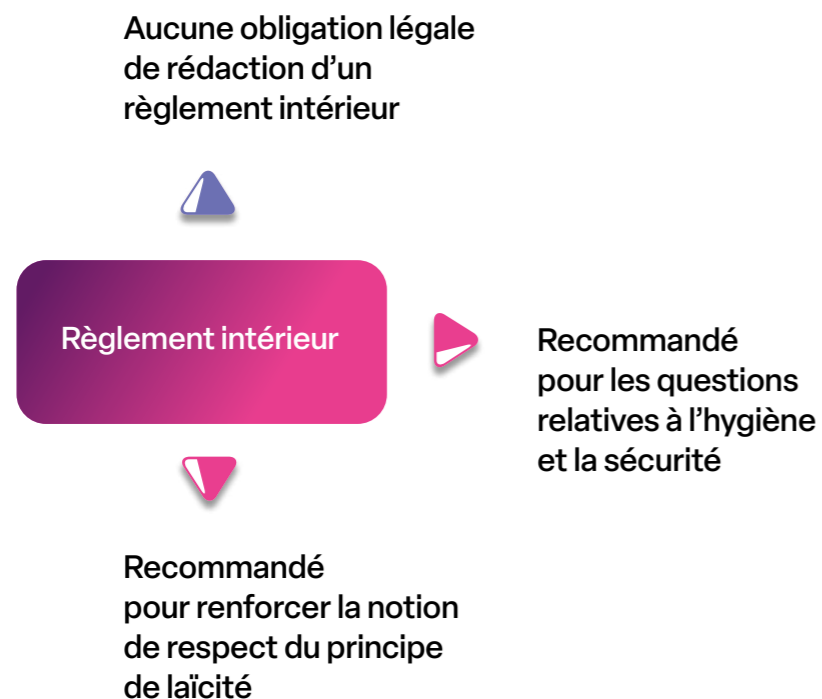 Aucune obligation légale
de rédaction d’un
règlement intérieur
Règlement intérieur
Recommandé
pour les questions
relatives à l’hygiène
et la sécurité
Recommandé
pour renforcer la notion
de respect du principe
de laïcité